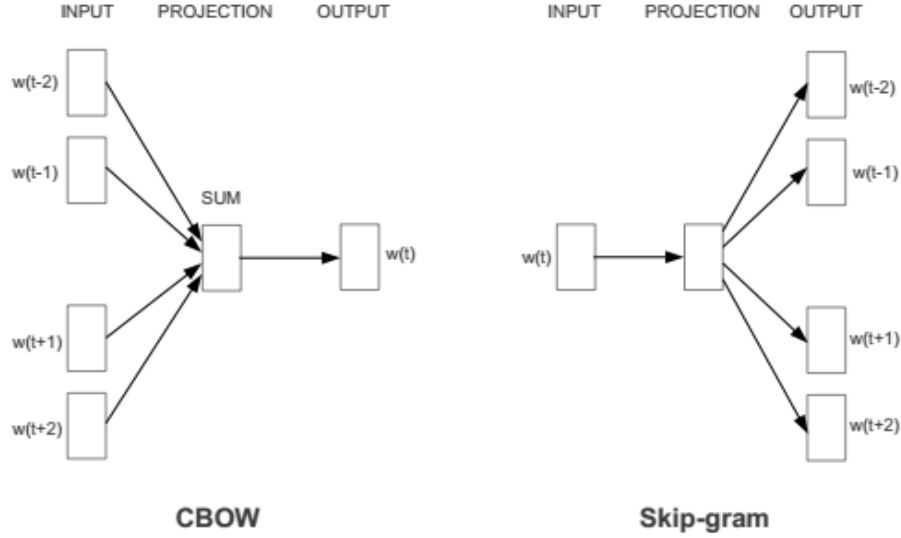 INPUT PROJECTION OUTPUT
w(t-2)
w(t-1)
SUM
w(t)
w(t+1)
w(t+2)
CBOW
INPUT PROJECTION OUTPUT
w(t-2)
w(t-1)
w(t)
w(t+1)
w(t+2)
Skip-gram